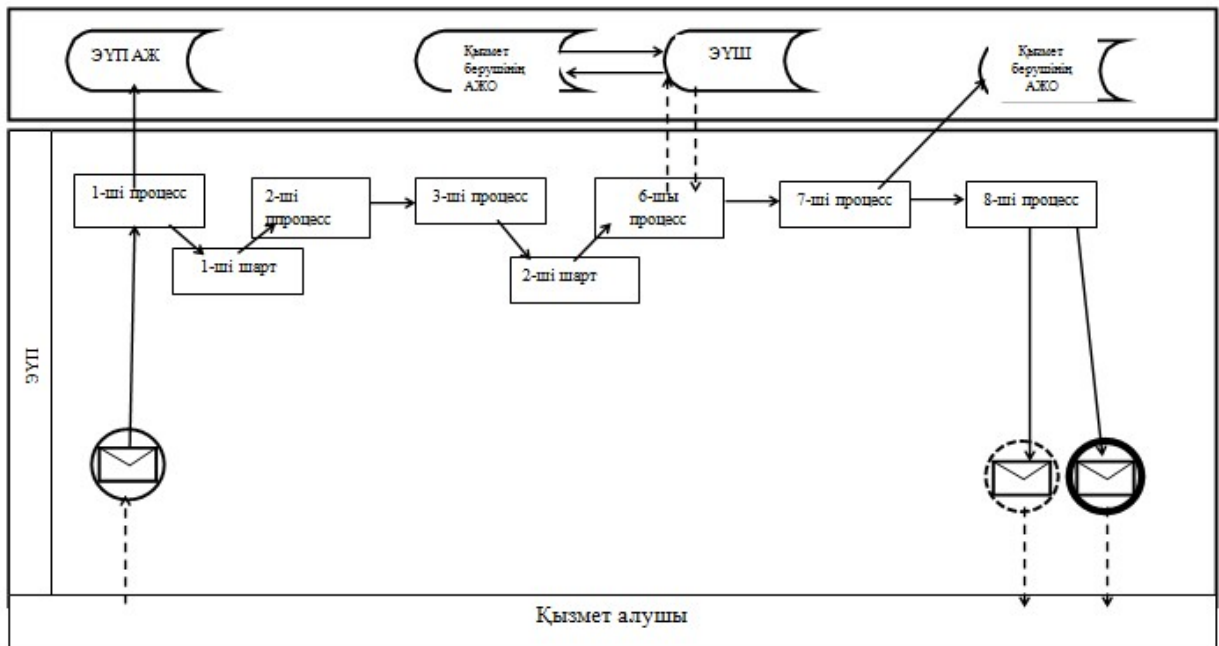 ЭҮП АЖ
Қызмет
берушінің
АЖО
ЭҮШ
Қызмет
берушінің
АЖО
1-ші процесс
2-ші
ппроцесс
3-ші процесс
6-шы
процесс
7-ші процесс
8-ші процесс
1-ші шарт
2-ші шарт
ЭҮП
Қызмет алушы